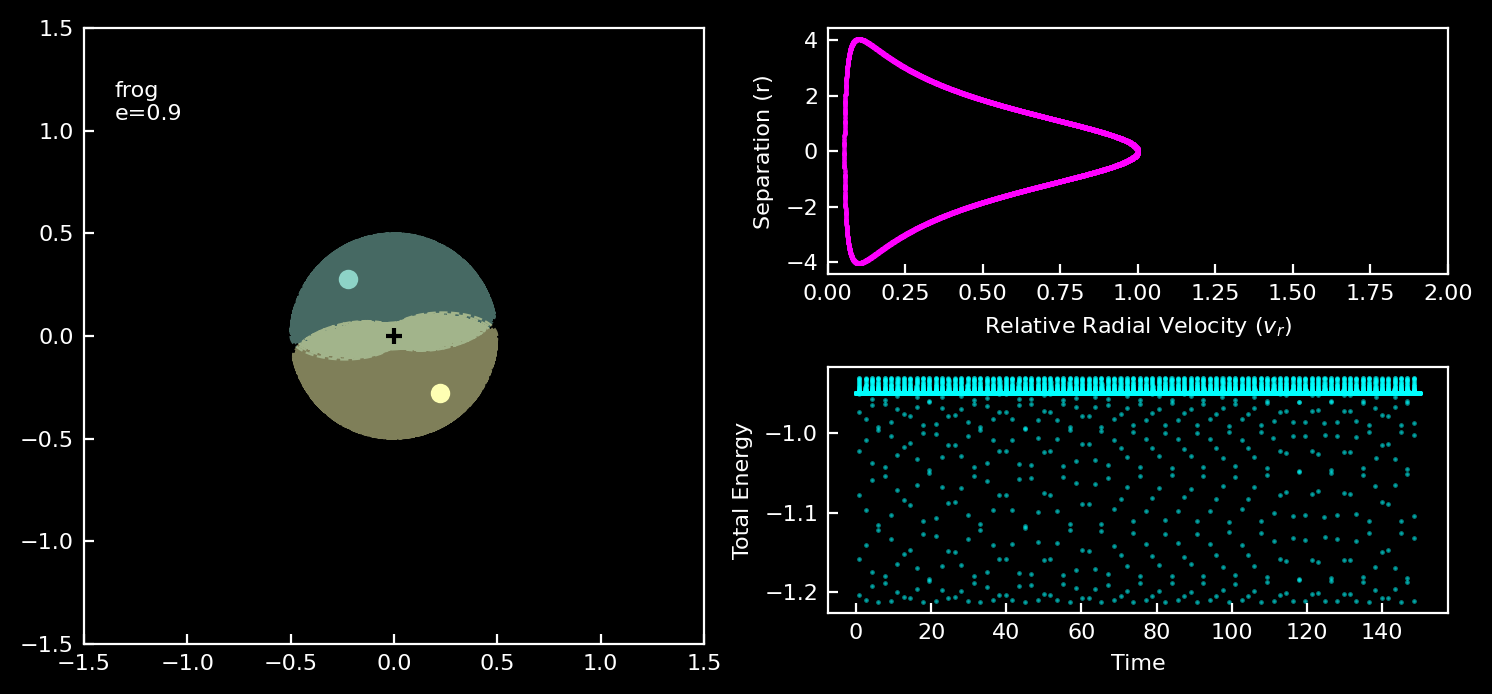 1.5
1.0
0.5
0.0
−0.5
−1.0
−1.5
−1.5 −1.0 −0.5 0.0 0.5 1.0 1.5
frog
e=0.9
Separation (r)
4
2
0
−2
−4
0.00 0.25 0.50 0.75 1.00 1.25 1.50 1.75 2.00
Relative Radial Velocity (vᵣ)
Total Energy
−1.0
−1.1
−1.2
0 20 40 60 80 100 120 140
Time